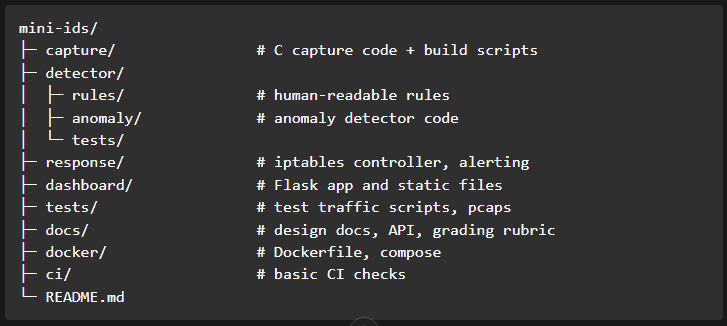 mini-ids/
├─ capture/                # C capture code + build scripts
├─ detector/
│  ├─ rules/               # human-readable rules
│  ├─ anomaly/             # anomaly detector code
│  └─ tests/
├─ response/               # iptables controller, alerting
├─ dashboard/              # Flask app and static files
├─ tests/                  # test traffic scripts, pcaps
├─ docs/                   # design docs, API, grading rubric
├─ docker/                 # Dockerfile, compose
├─ ci/                     # basic CI checks
└─ README.md